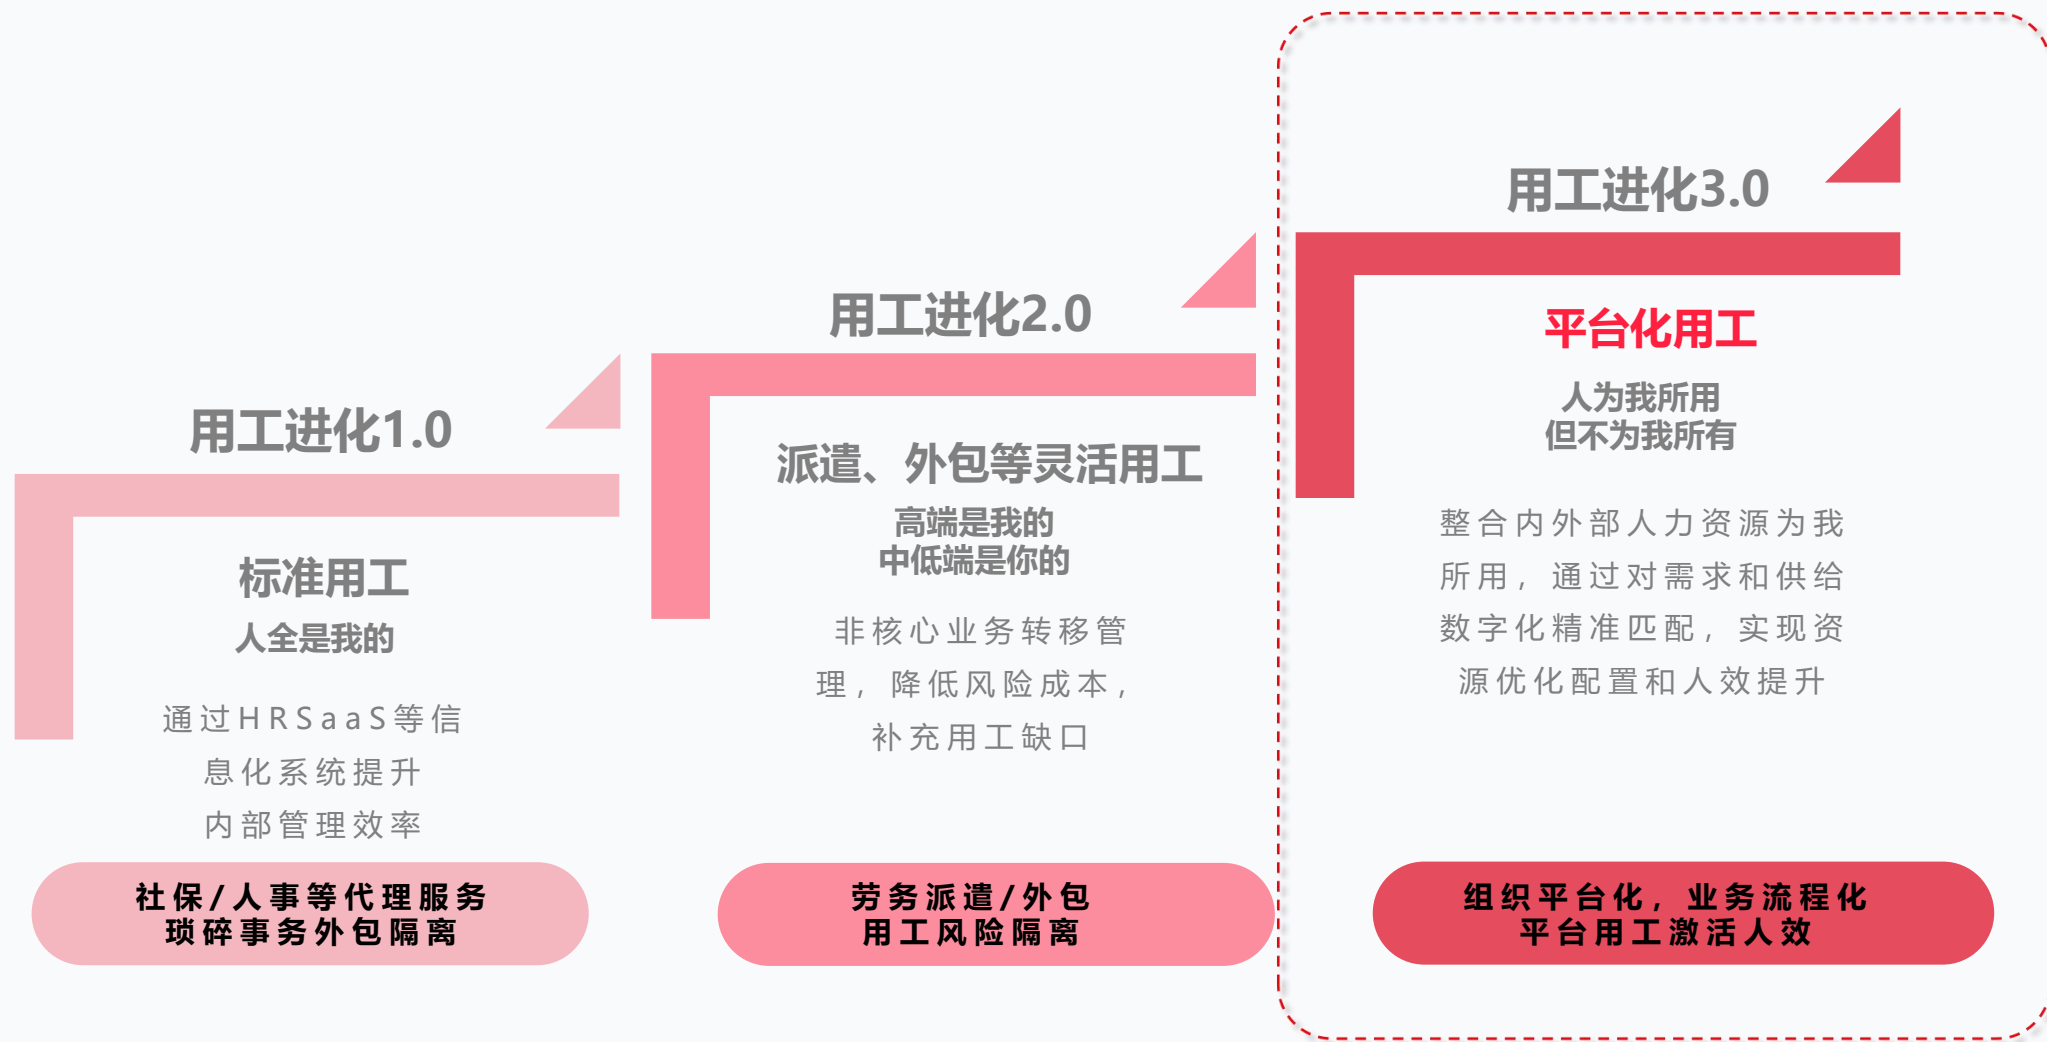 用工进化1.0
标准用工
人全是我的
通过HRSaaS等信
息化系统提升
内部管理效率
社保/人事等代理服务
琐碎事务外包隔离
用工进化2.0
派遣、外包等灵活用工
高端是我的
中低端是你的
非核心业务转移管
理，降低风险成本，
补充用工缺口
劳务派遣/外包
用工风险隔离
用工进化3.0
平台化用工
人为我所用
但不为我所有
整合内外部人力资源为我
所用，通过对需求和供给
数字化精准匹配，实现资
源优化配置和人效提升
组织平台化，业务流程化
平台用工激活人效